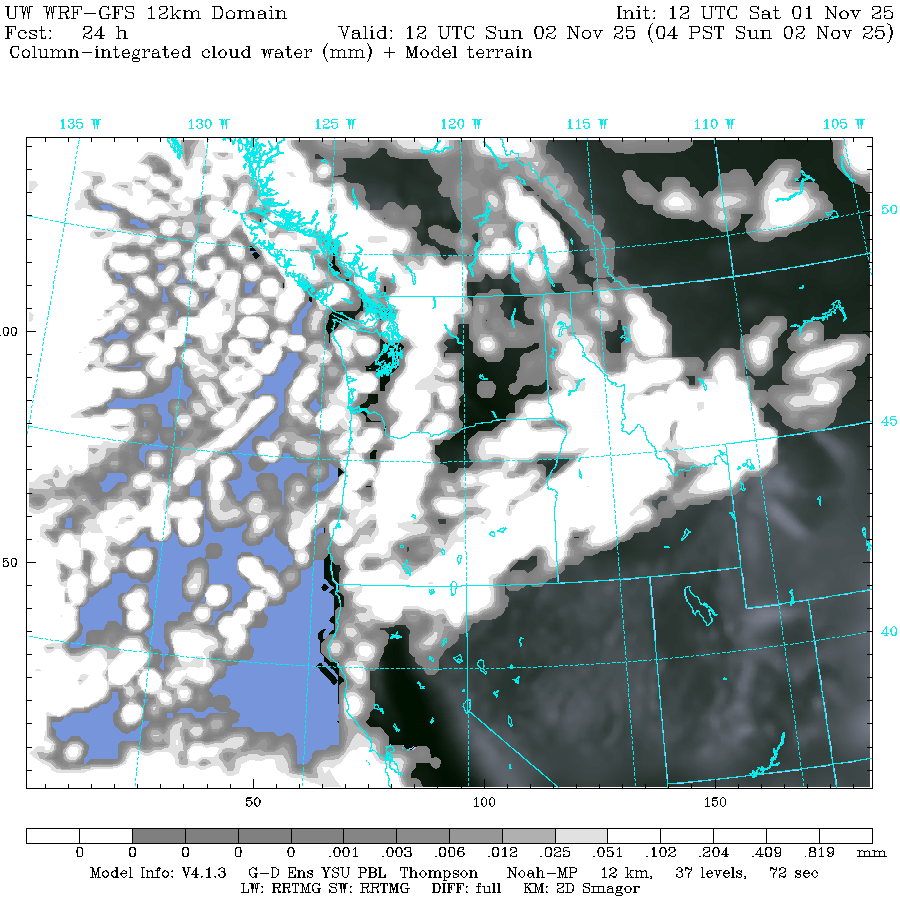 UW WRF-GFS 12km Domain Init: 12 UTC Sat 01 Nov 25
Fcst: 24 h Valid: 12 UTC Sun 02 Nov 25 (04 PST Sun 02 Nov 25)
Column-integrated cloud water (mm) + Model terrain
135 W 130 W 125 W 120 W 115 W 110 W 105 W
50
00
45
50
40
50 100 150
0 0 0 0 0 .001 .003 .006 .012 .025 .051 .102 .204 .409 .819 mm
Model Info: V4.1.3 G-D Ens YSU PBL Thompson Noah-MP 12 km, 37 levels, 72 sec
LW: RRTMG SW: RRTMG DIFF: full KM: 2D Smagor